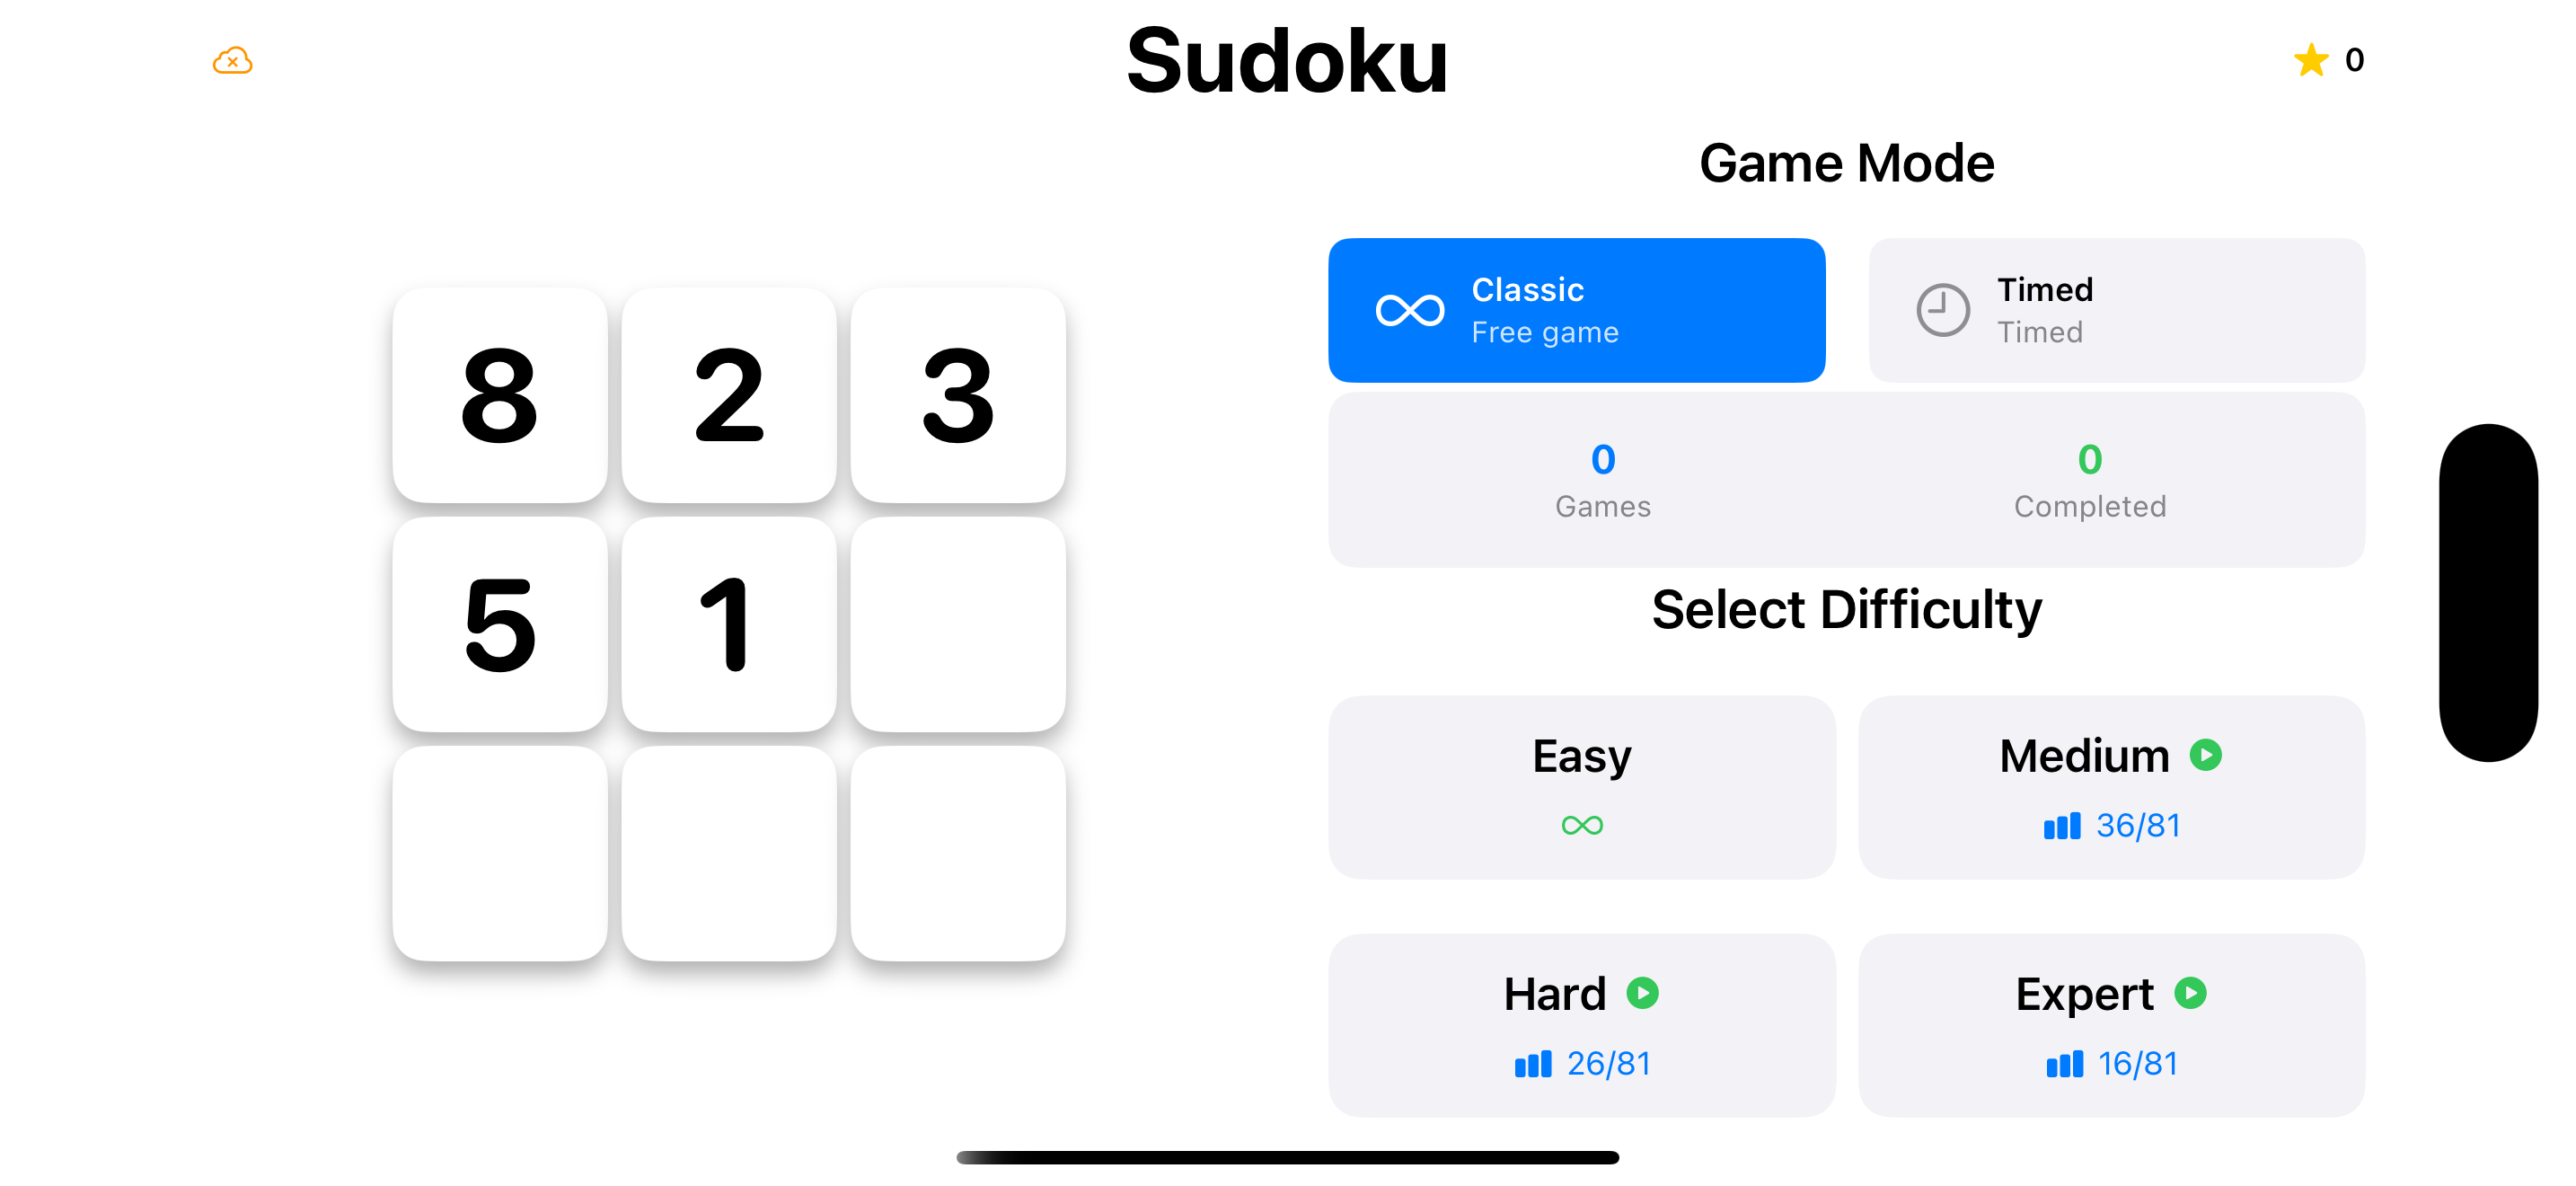 Sudoku
0
8 2 3
5 1
Game Mode
Classic
Free game
Timed
Timed
0
Games
0
Completed
Select Difficulty
Easy
Medium
36/81
Hard
26/81
Expert
16/81